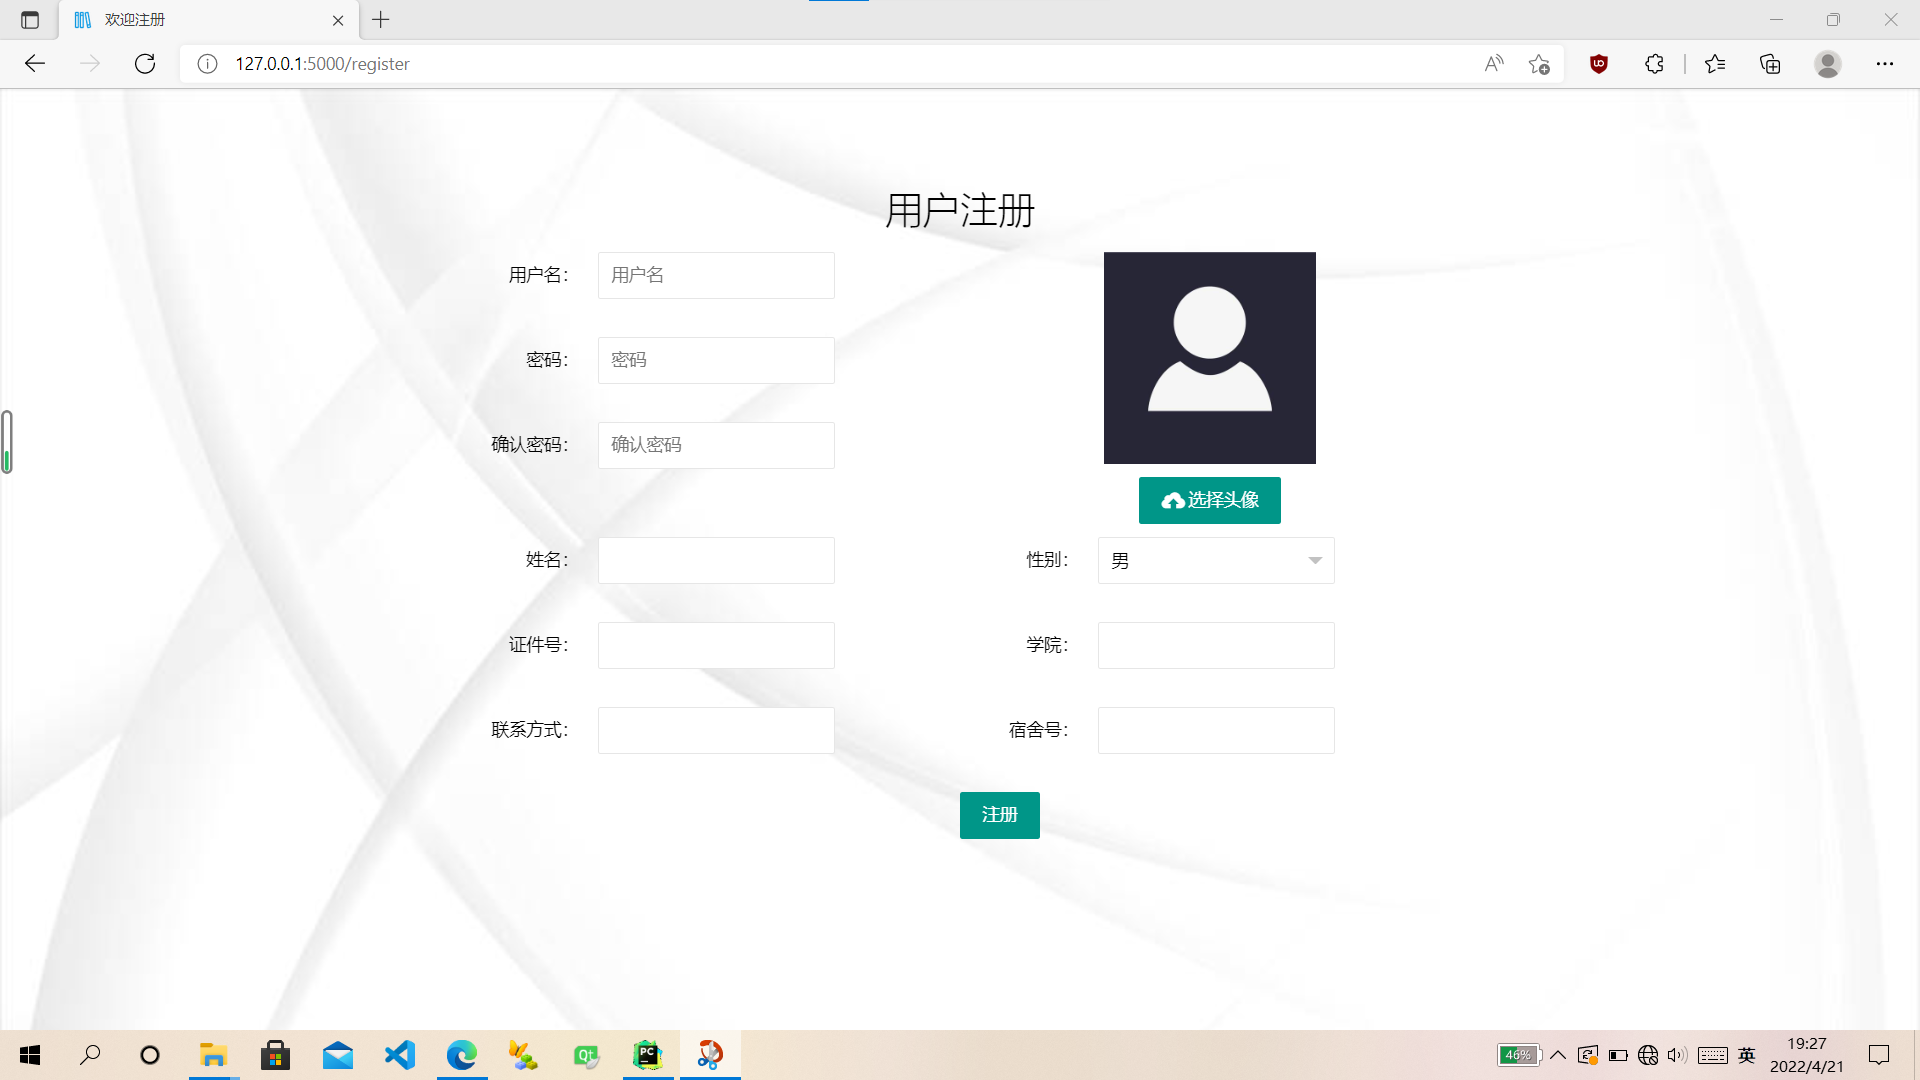 欢迎注册
127.0.0.1:5000/register
用户注册
用户名： 用户名
密码： 密码
确认密码： 确认密码
选择头像
姓名： 性别： 男
证件号： 学院：
联系方式： 宿舍号：
注册
Qt
PC
46%
英
19:27
2022/4/21